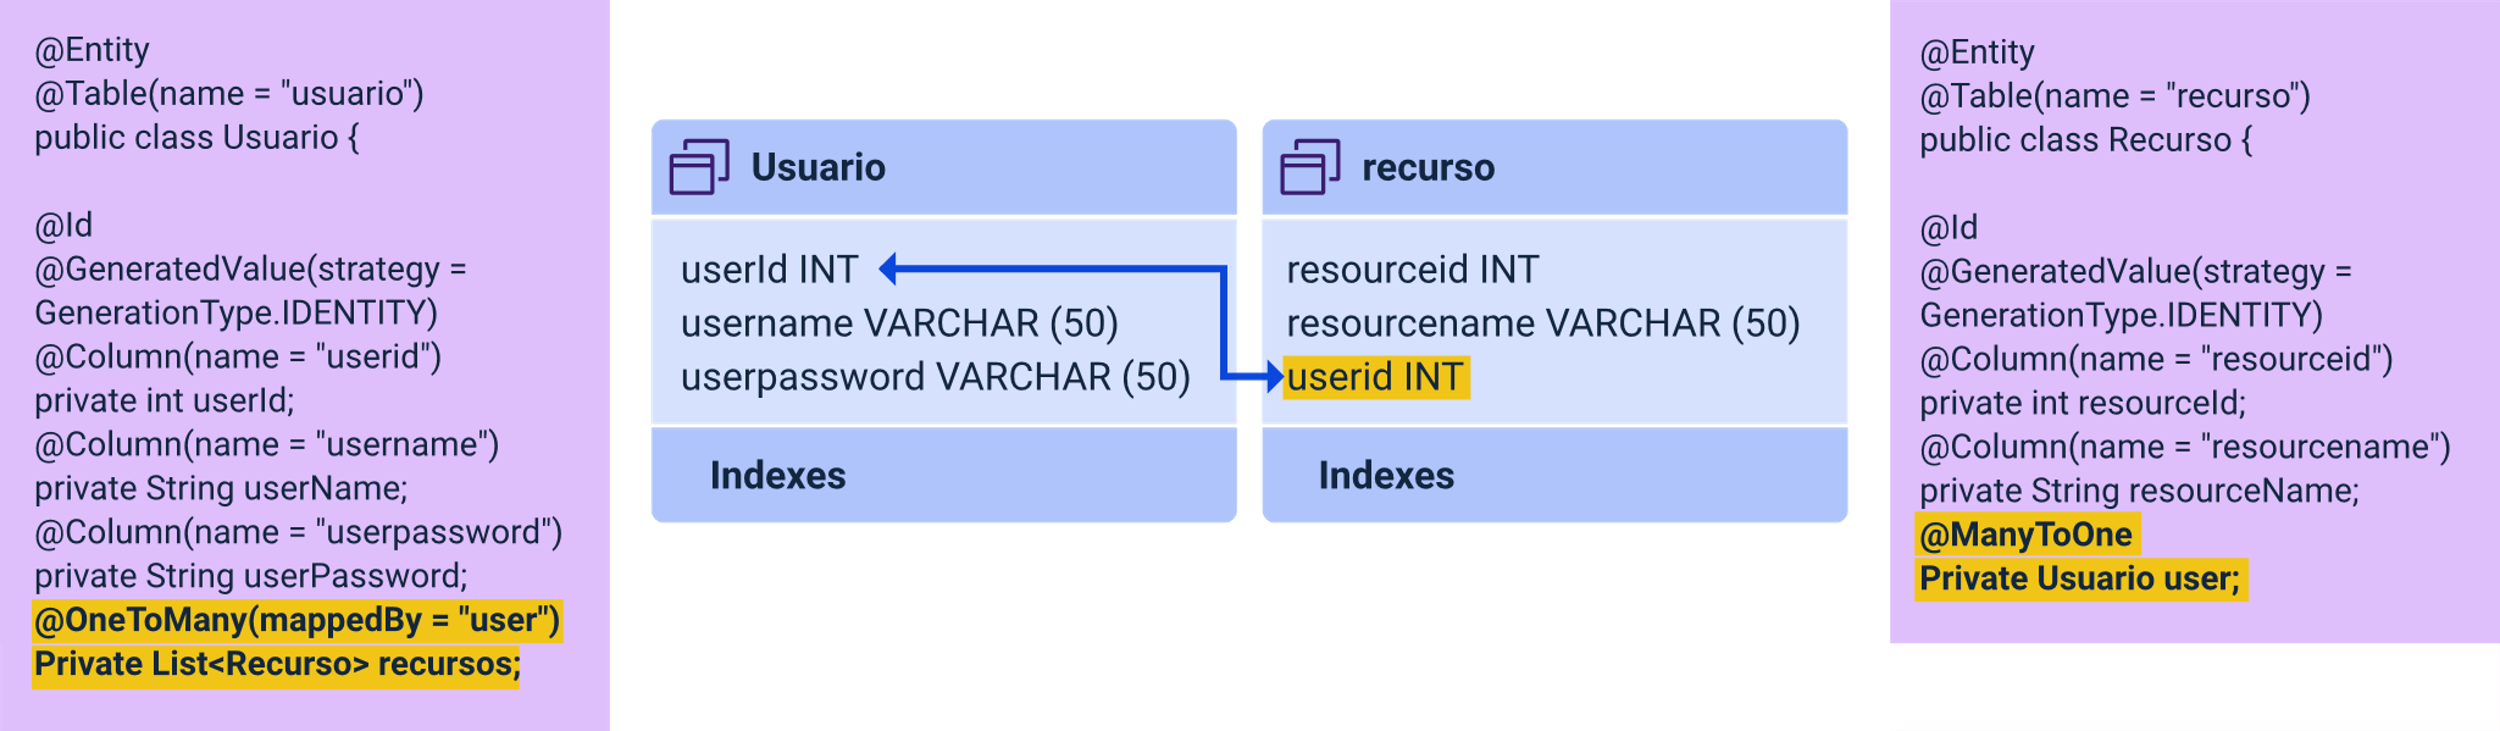 @Entity
@Table(name = "usuario")
public class Usuario {
@Id
@GeneratedValue(strategy =
GenerationType.IDENTITY)
@Column(name = "userid")
private int userId;
@Column(name = "username")
private String userName;
@Column(name = "userpassword")
private String userPassword;
@OneToMany(mappedBy = "user")
Private List<Recurso> recursos;
Usuario
userId INT
username VARCHAR (50)
userpassword VARCHAR (50)
Indexes
recurso
resourceid INT
resourcename VARCHAR (50)
userid INT
Indexes
@Entity
@Table(name = "recurso")
public class Recurso {
@Id
@GeneratedValue(strategy =
GenerationType.IDENTITY)
@Column(name = "resourceid")
private int resourceId;
@Column(name = "resourcename")
private String resourceName;
@ManyToOne
Private Usuario user;